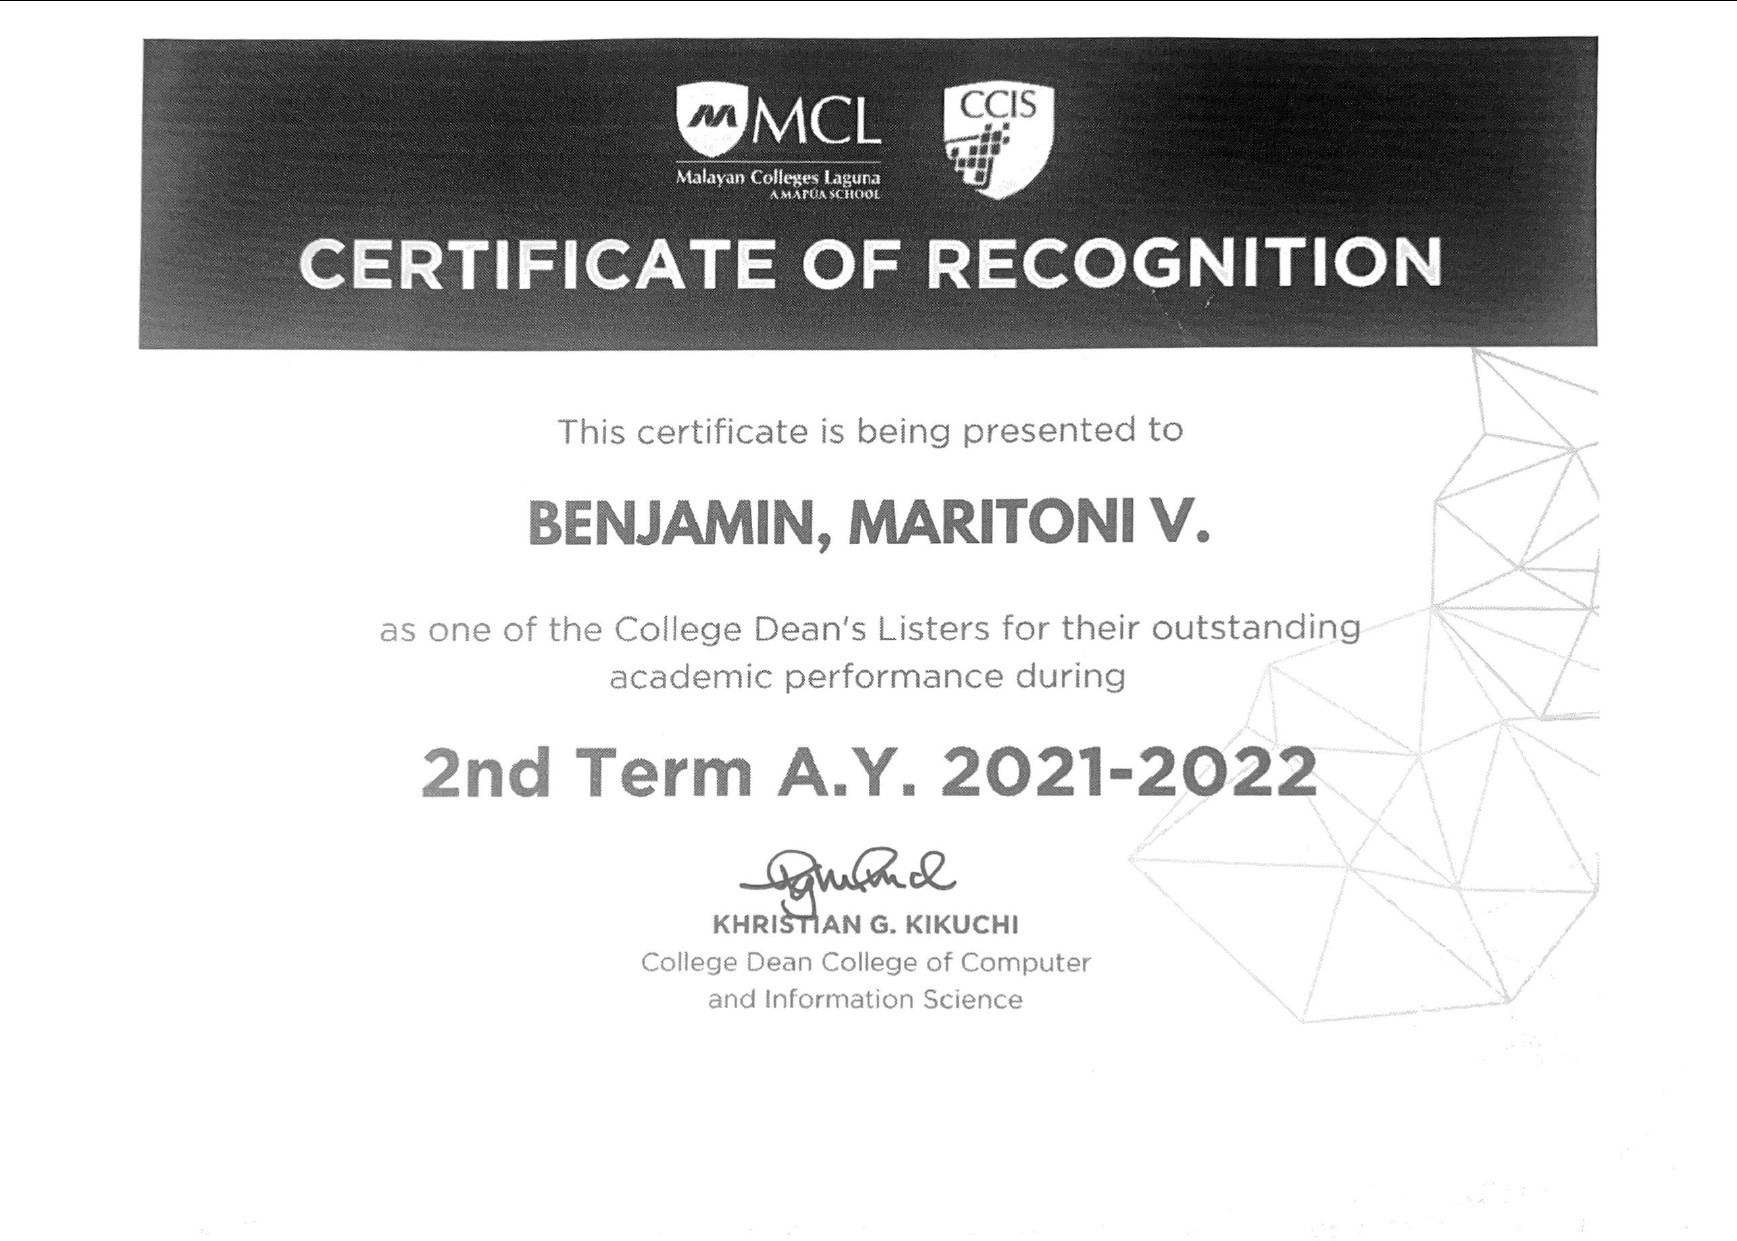 MCL
Malayan Colleges Laguna
A MAPÚA SCHOOL
CCIS
CERTIFICATE OF RECOGNITION
This certificate is being presented to
BENJAMIN, MARITONI V.
as one of the College Dean's Listers for their outstanding
academic performance during
2nd Term A.Y. 2021-2022
KHRISTIAN G. KIKUCHI
College Dean College of Computer
and Information Science